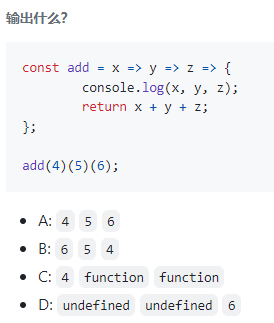 输出什么?
const add = x => y => z => {
        console.log(x, y, z);
        return x + y + z;
};
add(4)(5)(6);
• A: 4 5 6
• B: 6 5 4
• C: 4 function function
• D: undefined undefined 6